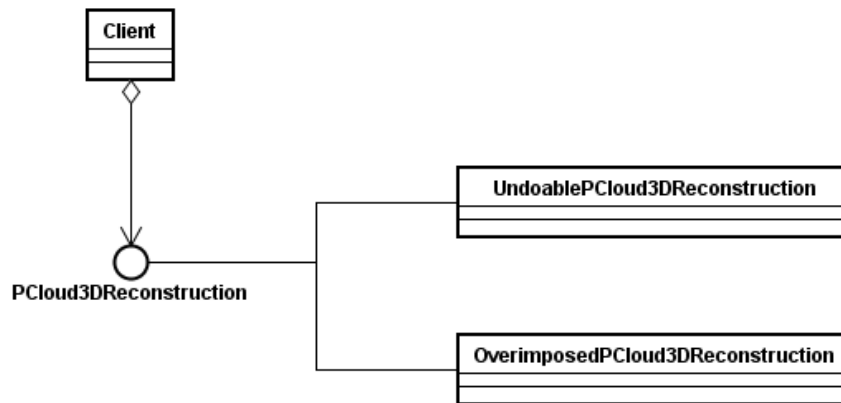 Client
UndoablePCloud3DReconstruction
PCloud3DReconstruction
OverimposedPCloud3DReconstruction